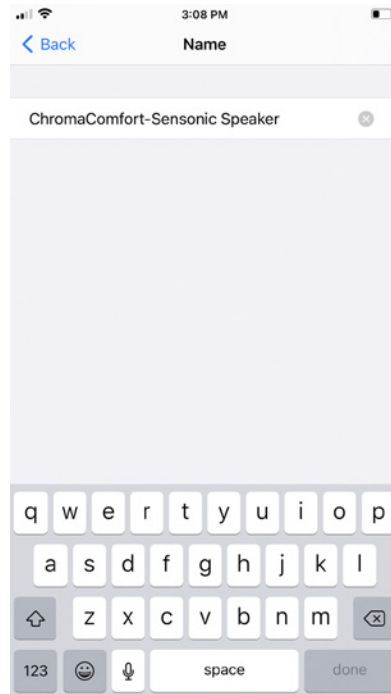 3:08 PM
Back
Name
ChromaComfort-Sensonic Speaker
q w e r t y u i o p
a s d f g h j k l
z x c v b n m
123 space done